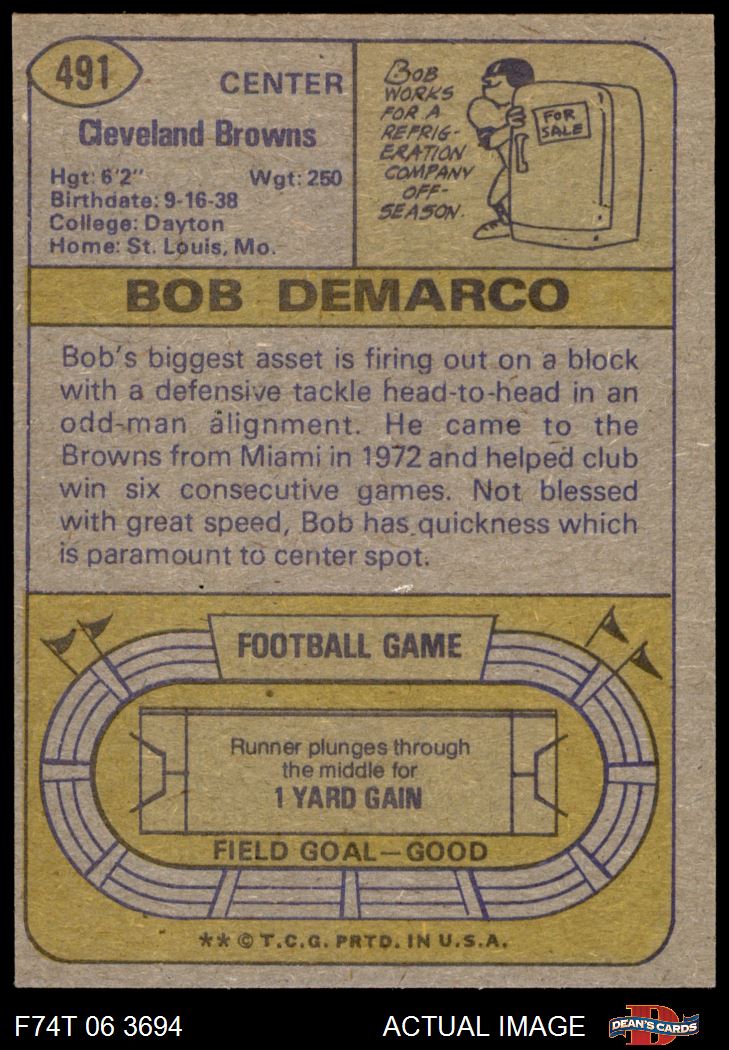 491
CENTER
Cleveland Browns
Hgt: 6'2" Wgt: 250
Birthdate: 9-16-38
College: Dayton
Home: St. Louis, Mo.
BOB
WORKS
FOR A
REFRIG-
ERATION
COMPANY
OFF-
SEASON.
FOR
SALE
BOB DEMARCO
Bob's biggest asset is firing out on a block
with a defensive tackle head-to-head in an
odd-man alignment. He came to the
Browns from Miami in 1972 and helped club
win six consecutive games. Not blessed
with great speed, Bob has quickness which
is paramount to center spot.
FOOTBALL GAME
Runner plunges through
the middle for
1 YARD GAIN
FIELD GOAL—GOOD
** © T.C.G. PRTD. IN U.S.A.
F74T 06 3694 ACTUAL IMAGE
DEAN'S CARDS